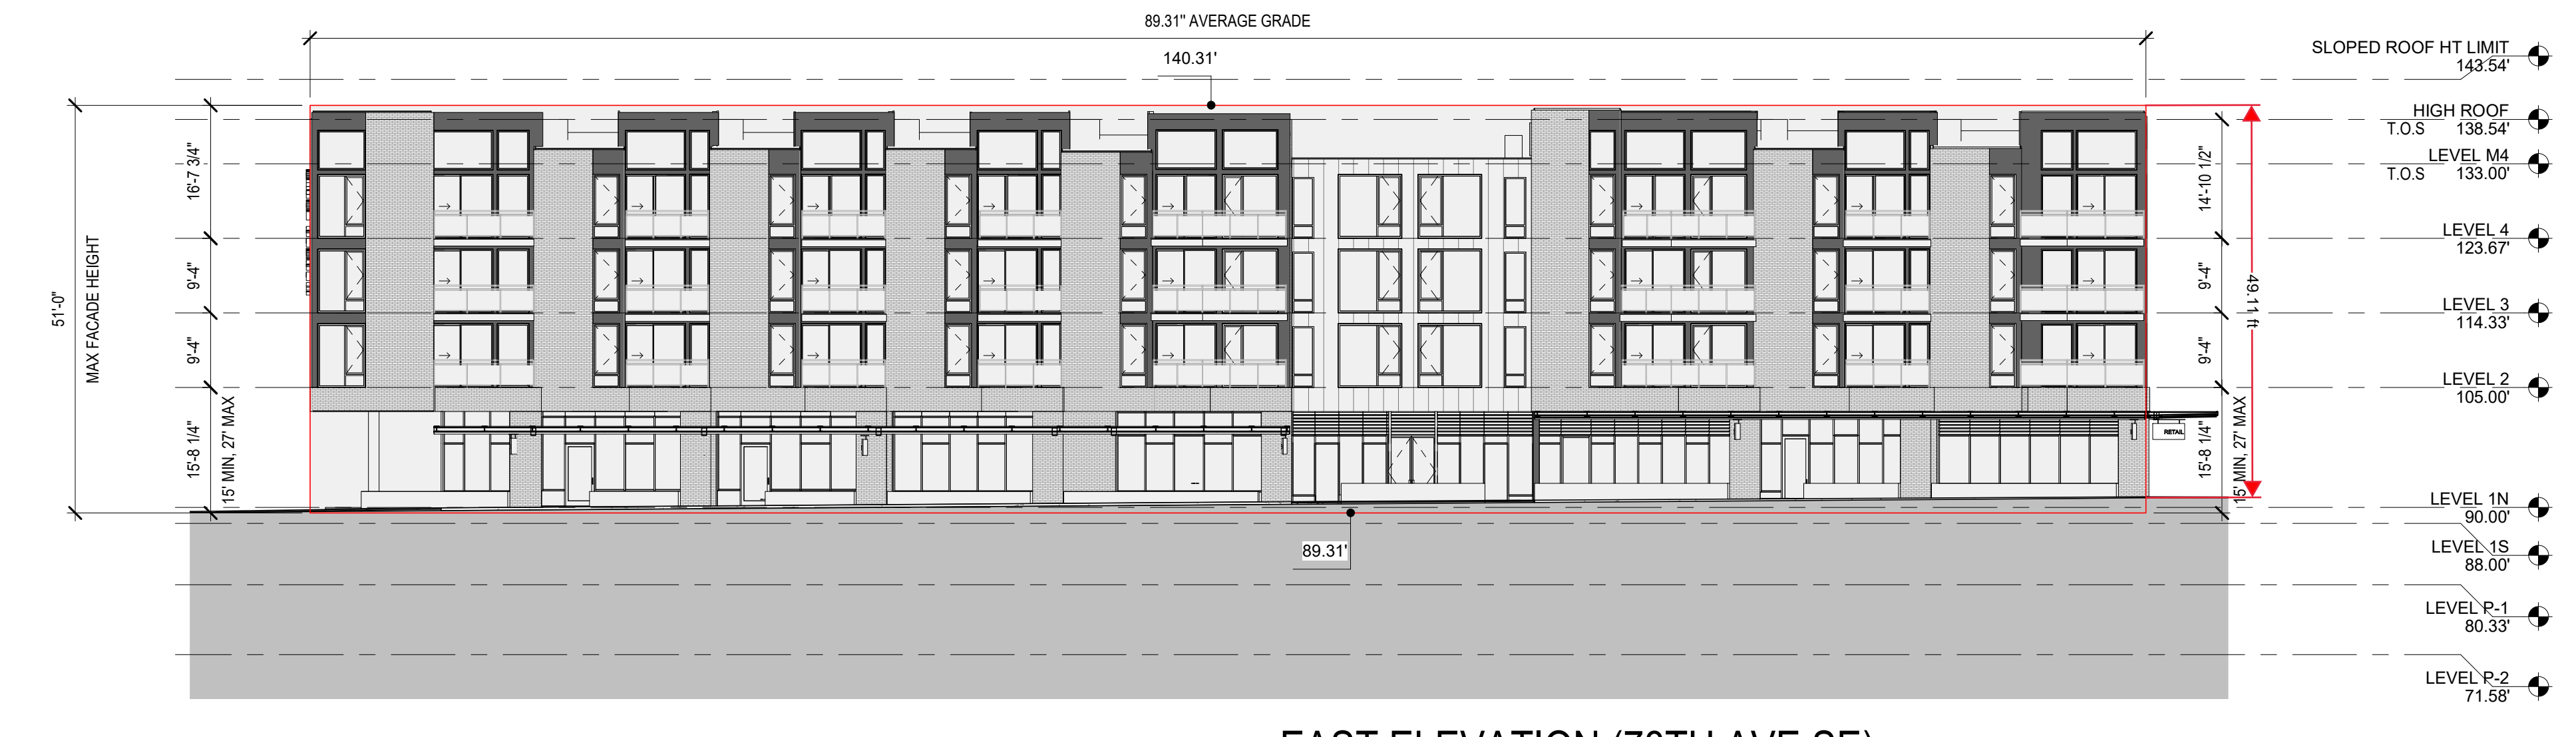 89.31" AVERAGE GRADE
140.31'
SLOPED ROOF HT LIMIT
143.54'
HIGH ROOF
T.O.S 138.54'
LEVEL M4
T.O.S 133.00'
LEVEL 4
123.67'
LEVEL 3
114.33'
LEVEL 2
105.00'
LEVEL 1N
90.00'
LEVEL 1S
88.00'
LEVEL P-1
80.33'
LEVEL P-2
71.58'
51'-0"
MAX FACADE HEIGHT
16'-7 3/4"
9'-4"
9'-4"
15'-8 1/4"
15' MIN, 27' MAX
14'-10 1/2"
9'-4"
9'-4"
15'-8 1/4"
15' MIN, 27' MAX
49.11 ft
RETAIL
89.31'